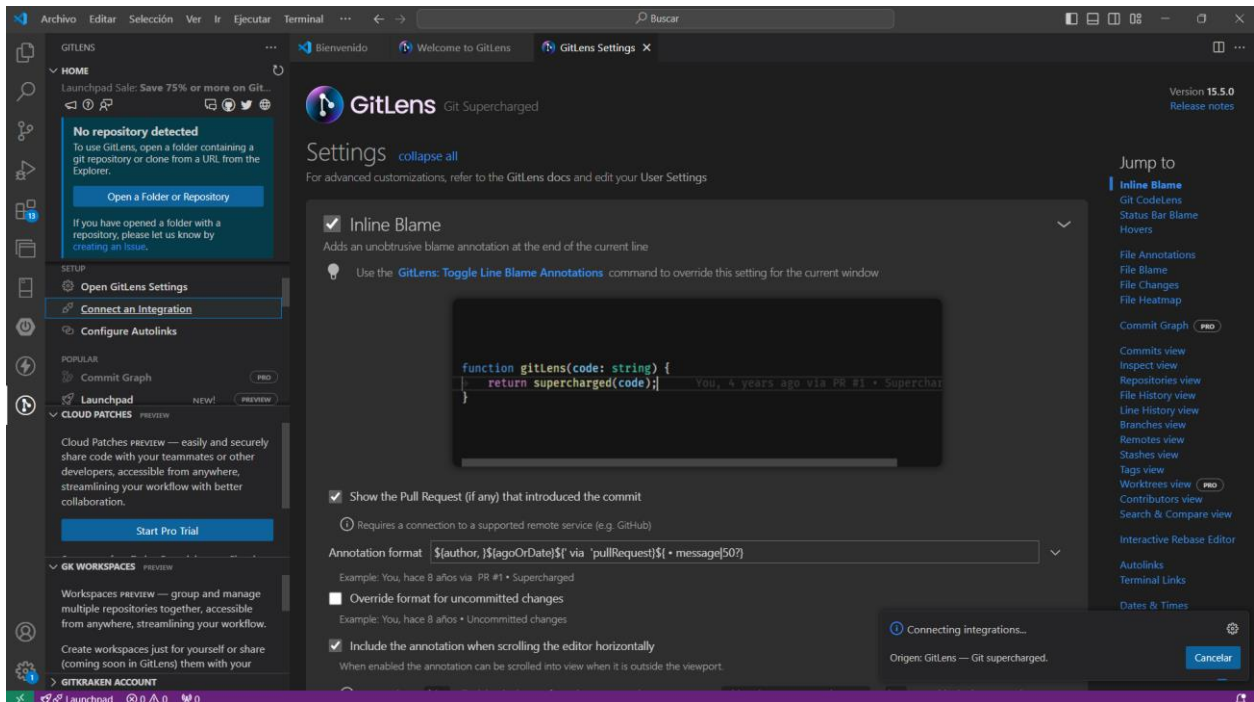 Archivo Editar Selección Ver Ir Ejecutar Terminal ··· Buscar
GITLENS ···
HOME
Launchpad Sale: Save 75% or more on Git...
No repository detected
To use GitLens, open a folder containing a
git repository or clone from a URL from the
Explorer.
Open a Folder or Repository
If you have opened a folder with a
repository, please let us know by
creating an issue.
SETUP
Open GitLens Settings
Connect an Integration
Configure Autolinks
POPULAR
Commit Graph PRO
Launchpad NEW! PREVIEW
CLOUD PATCHES PREVIEW
Cloud Patches PREVIEW — easily and securely
share code with your teammates or other
developers, accessible from anywhere,
streamlining your workflow with better
collaboration.
Start Pro Trial
GK WORKSPACES PREVIEW
Workspaces PREVIEW — group and manage
multiple repositories together, accessible
from anywhere, streamlining your workflow.
Create workspaces just for yourself or share
(coming soon in GitLens) them with your
GITKRAKEN ACCOUNT
13
1
Bienvenido Welcome to GitLens GitLens Settings
GitLens Git Supercharged
Version 15.5.0
Release notes
Settings collapse all
For advanced customizations, refer to the GitLens docs and edit your User Settings
Inline Blame
Adds an unobtrusive blame annotation at the end of the current line
Use the GitLens: Toggle Line Blame Annotations command to override this setting for the current window
function gitLens(code: string) {
return supercharged(code); You, 4 years ago via PR #1 • Superchar
}
Show the Pull Request (if any) that introduced the commit
Requires a connection to a supported remote service (e.g. GitHub)
Annotation format ${author, }${agoOrDate}${' via 'pullRequest}${ • message|50?}
Example: You, hace 8 años via PR #1 • Supercharged
Override format for uncommitted changes
Example: You, hace 8 años • Uncommitted changes
Include the annotation when scrolling the editor horizontally
When enabled the annotation can be scrolled into view when it is outside the viewport.
Jump to
Inline Blame
Git CodeLens
Status Bar Blame
Hovers
File Annotations
File Blame
File Changes
File Heatmap
Commit Graph PRO
Commits view
Inspect view
Repositories view
File History view
Line History view
Branches view
Remotes view
Stashes view
Tags view
Worktrees view PRO
Contributors view
Search & Compare view
Interactive Rebase Editor
Autolinks
Terminal Links
Dates & Times
Connecting integrations...
Origen: GitLens — Git supercharged.
Cancelar
Launchpad 0 0 0